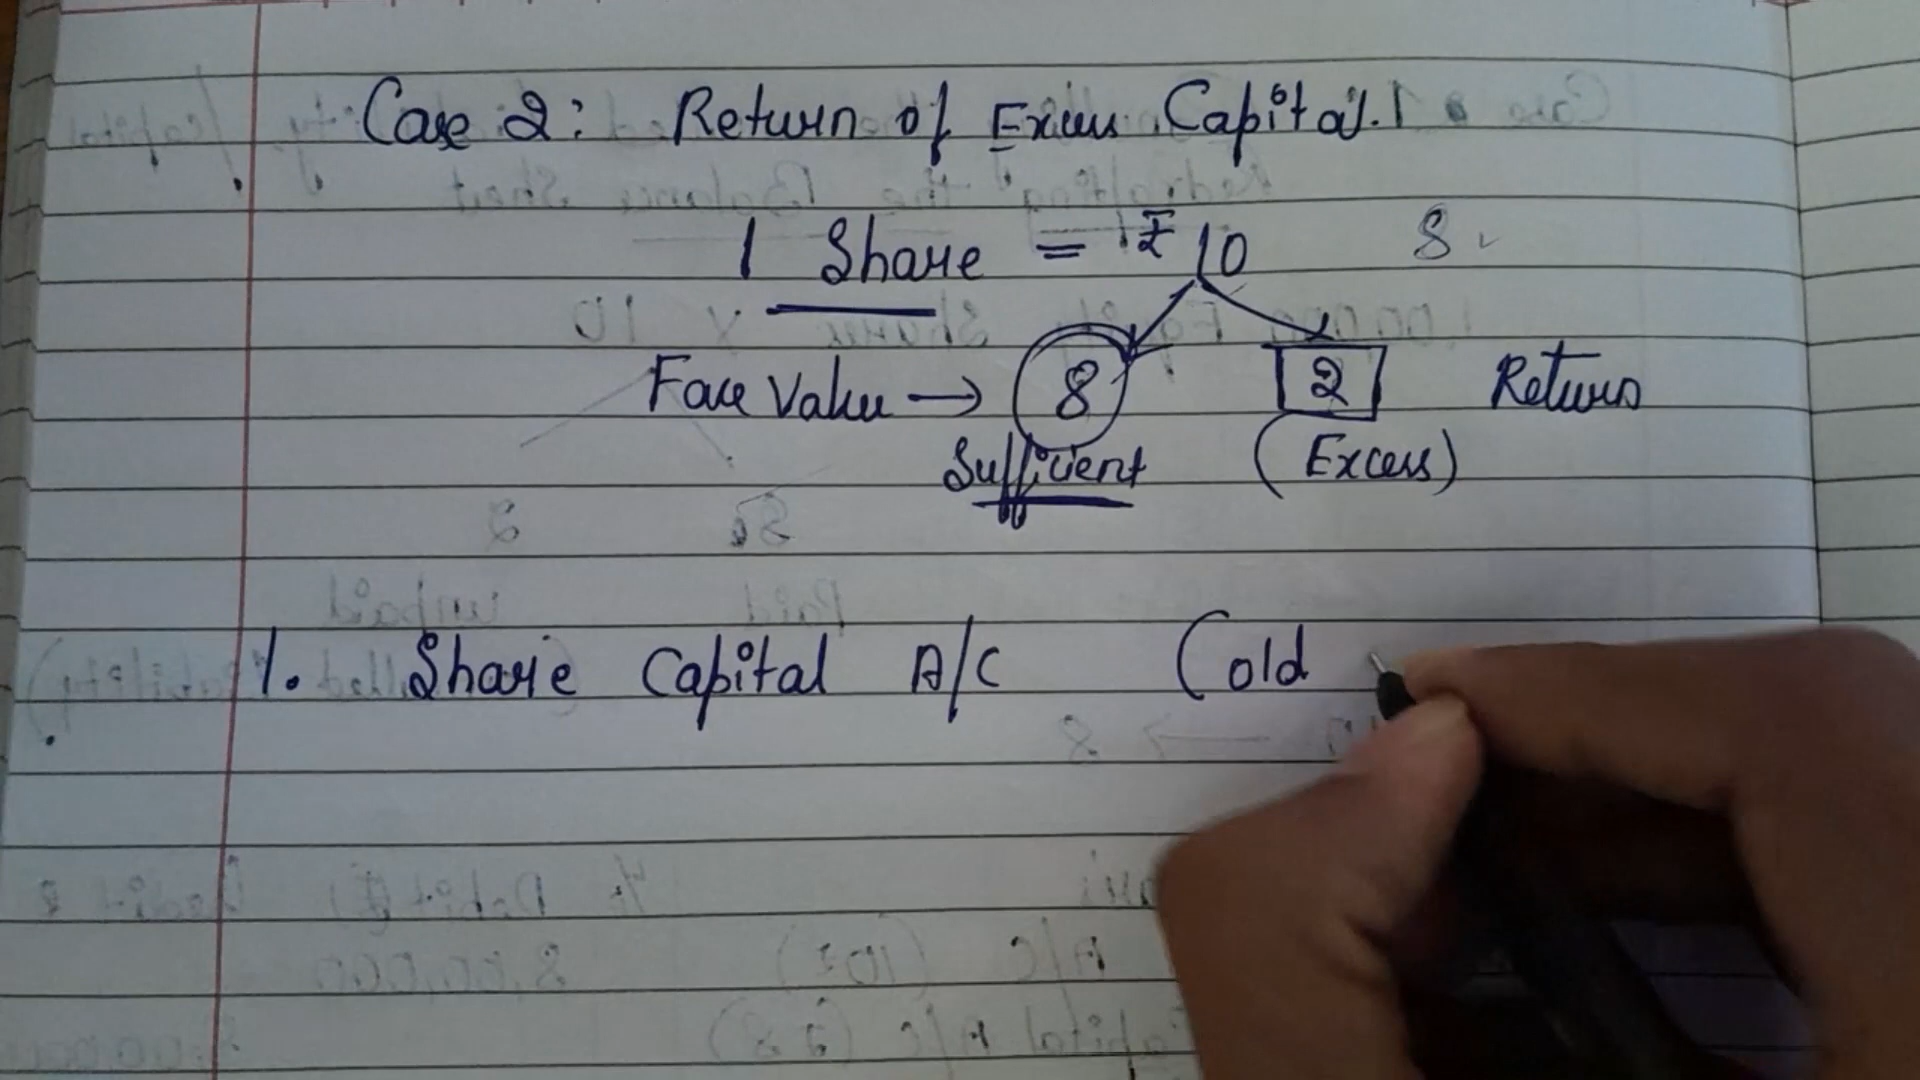 Case 2: Return of Excess Capital.
1 Share = ₹ 10 8
Face Value → 8 2 Return
Sufficient (Excess)
1. Share Capital A/C (old